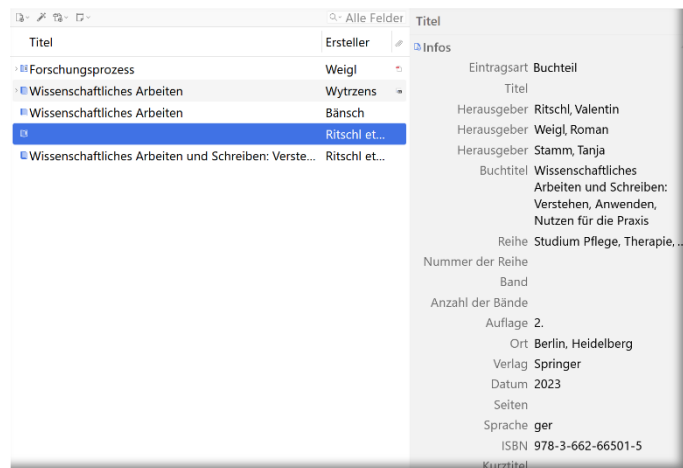 Alle Felder
Titel
Titel
Ersteller
Infos
Forschungsprozess
Weigl
Wissenschaftliches Arbeiten
Wytrzens
Wissenschaftliches Arbeiten
Bänsch
Ritschl et...
Wissenschaftliches Arbeiten und Schreiben: Verste...
Ritschl et...
Eintragsart Buchteil
Titel
Herausgeber Ritschl, Valentin
Herausgeber Weigl, Roman
Herausgeber Stamm, Tanja
Buchtitel Wissenschaftliches
Arbeiten und Schreiben:
Verstehen, Anwenden,
Nutzen für die Praxis
Reihe Studium Pflege, Therapie, ..
Nummer der Reihe
Band
Anzahl der Bände
Auflage 2.
Ort Berlin, Heidelberg
Verlag Springer
Datum 2023
Seiten
Sprache ger
ISBN 978-3-662-66501-5
Kurztitel